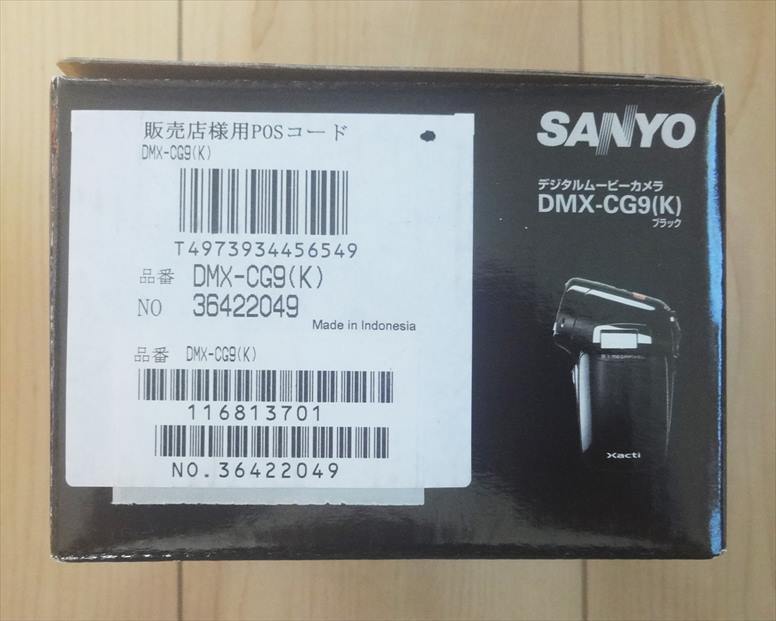 販売店様用POSコード
DMX-CG9(K)
T4973934456549
品番 DMX-CG9(K)
NO 36422049
Made in Indonesia
品番 DMX-CG9(K)
116813701
NO.36422049
SANYO
デジタルムービーカメラ
DMX-CG9(K)
ブラック
Xacti